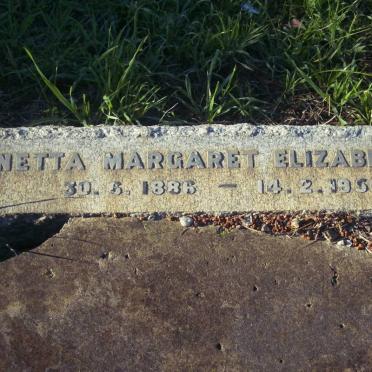 NETTA MARGARET ELIZAB
30. 6. 1886 – 14. 2. 195